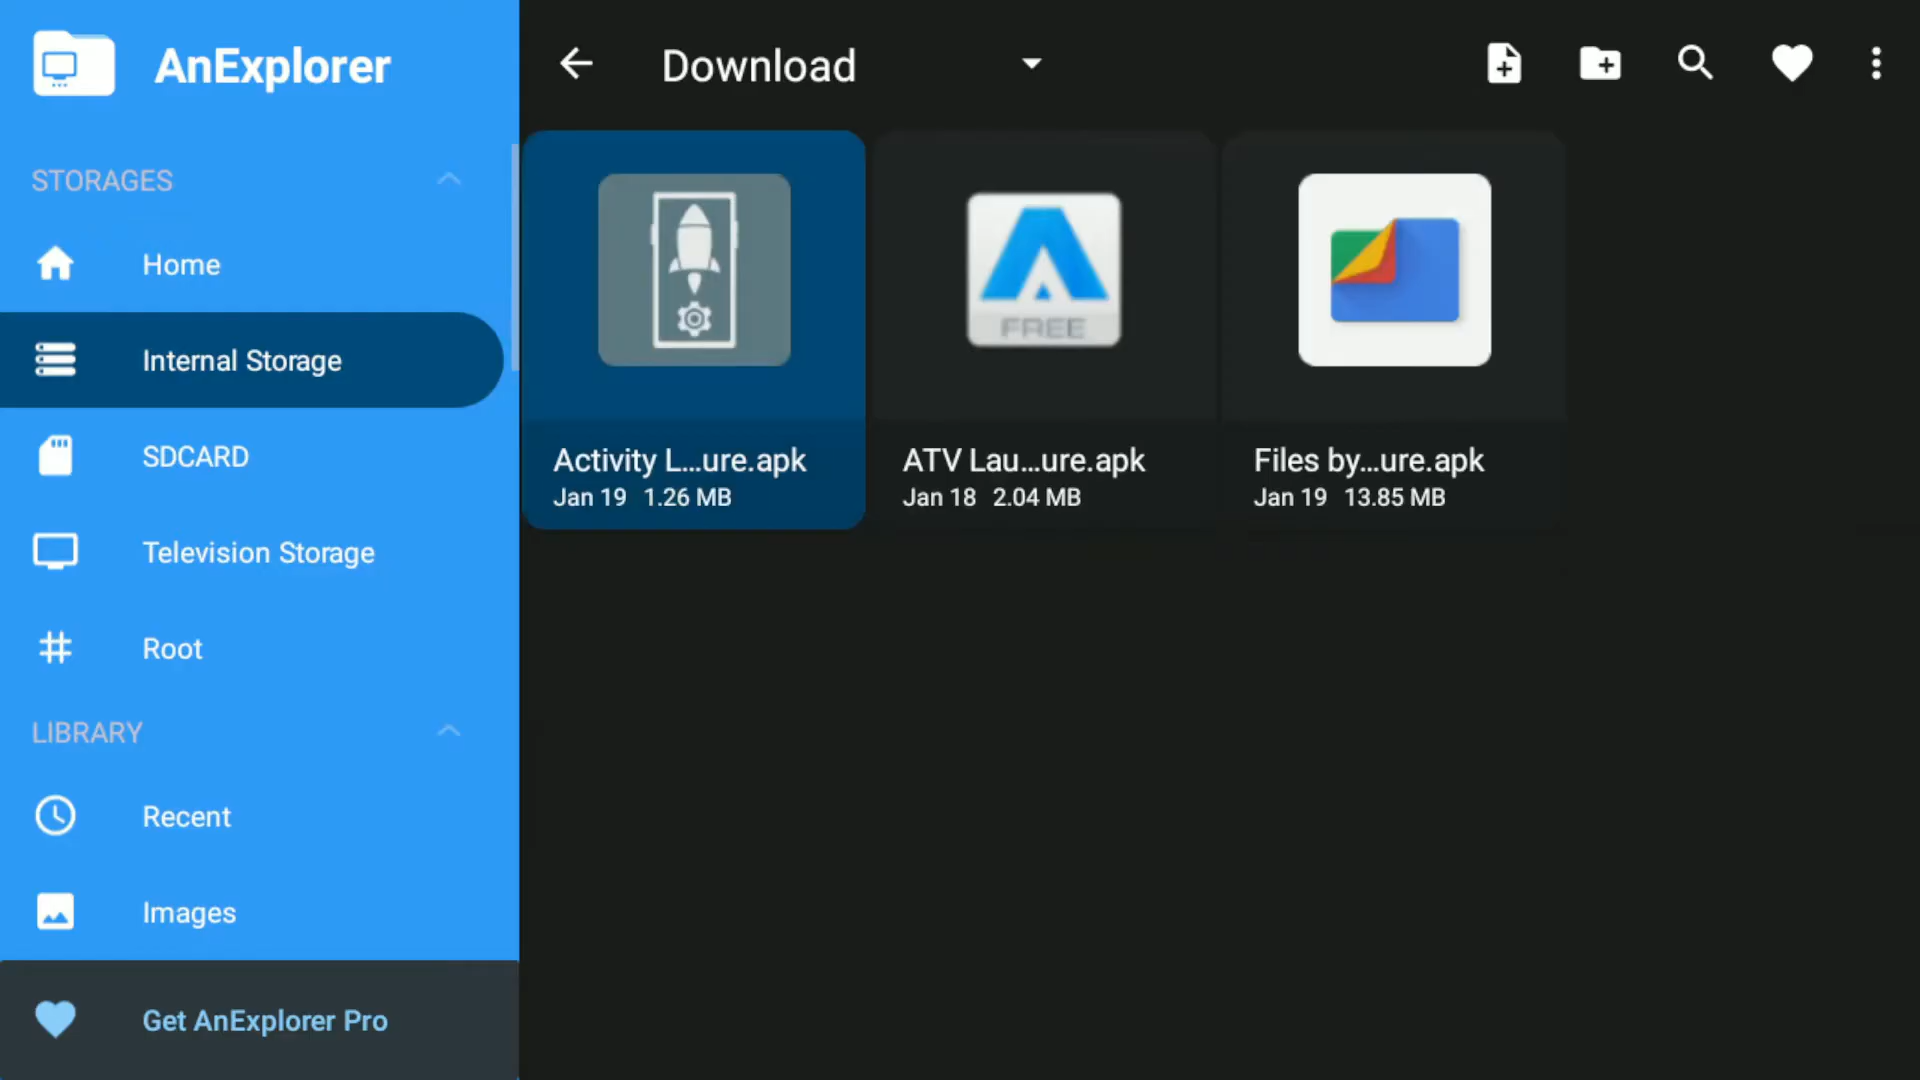 AnExplorer
STORAGES
Home
Internal Storage
SDCARD
Television Storage
Root
LIBRARY
Recent
Images
Get AnExplorer Pro
Download
FREE
Activity L...ure.apk
Jan 19 1.26 MB
ATV Lau...ure.apk
Jan 18 2.04 MB
Files by...ure.apk
Jan 19 13.85 MB